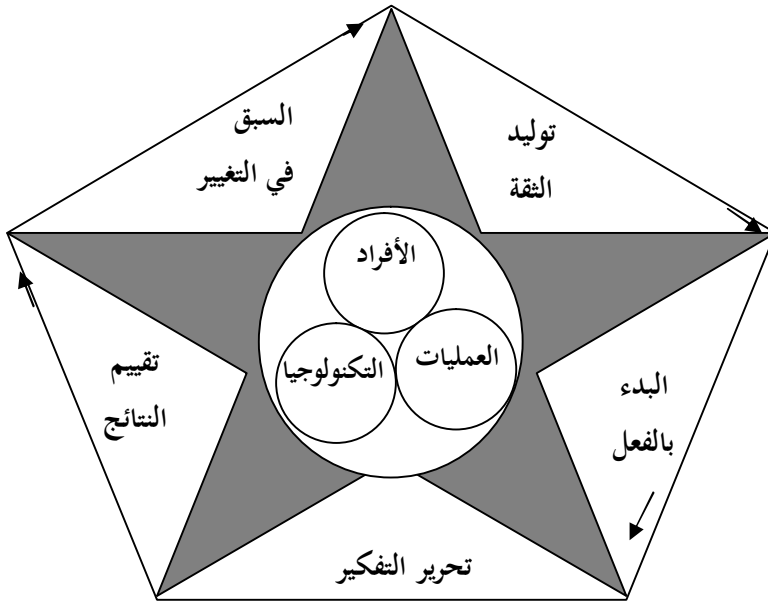 السبق
في التغيير
توليد
الثقة
الأفراد
العمليات
التكنولوجيا
البدء
بالفعل
تقييم
النتائج
تحرير التفكير